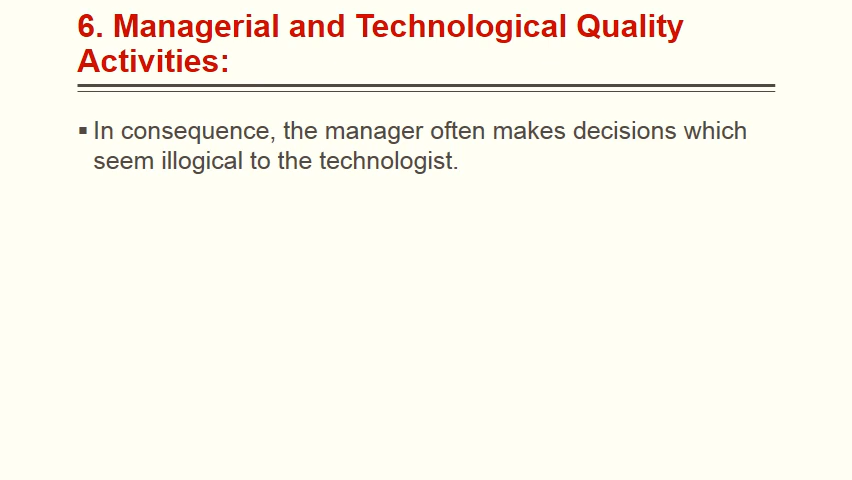 6. Managerial and Technological Quality
Activities:
▪ In consequence, the manager often makes decisions which
seem illogical to the technologist.